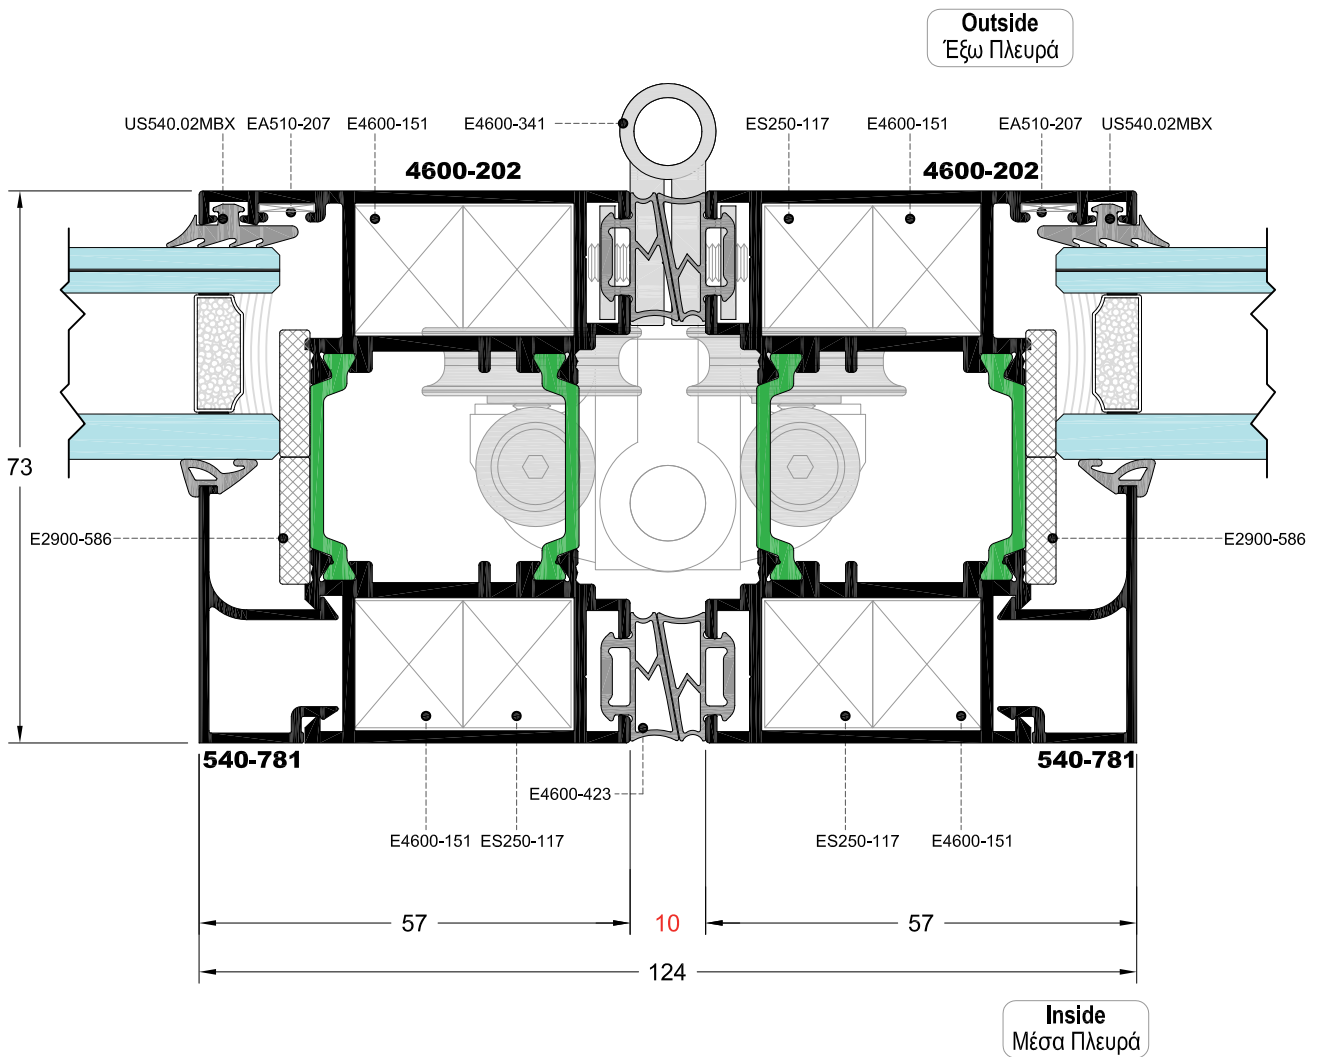 Outside
Έξω Πλευρά
US540.02MBX EA510-207 E4600-151 E4600-341 ES250-117 E4600-151 EA510-207 US540.02MBX
4600-202 4600-202
73
E2900-586 E2900-586
540-781 540-781
E4600-423
E4600-151 ES250-117 ES250-117 E4600-151
57 10 57
124
Inside
Μέσα Πλευρά